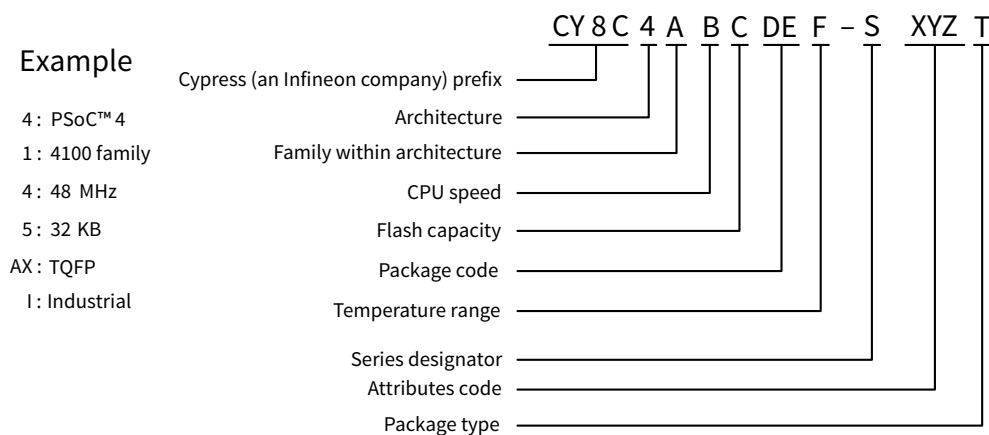 CY 8 C 4 A B C DE F – S XYZ T
Example
Cypress (an Infineon company) prefix
4 : PSoC™ 4
Architecture
1 : 4100 family
Family within architecture
4 : 48 MHz
CPU speed
5 : 32 KB
Flash capacity
AX : TQFP
Package code
I : Industrial
Temperature range
Series designator
Attributes code
Package type